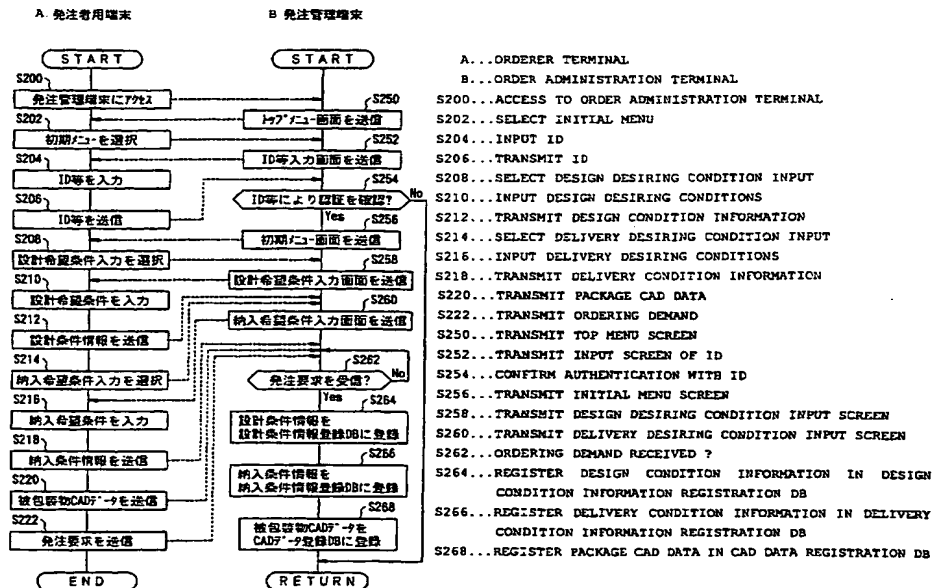 A. 発注者用端末
B 発注管理端末
START
S200
発注管理端末にアクセス
S202
初期メニューを選択
S204
ID等を入力
S206
ID等を送信
S208
設計希望条件入力を選択
S210
設計希望条件を入力
S212
設計条件情報を送信
S214
納入希望条件入力を選択
S216
納入希望条件を入力
S218
納入条件情報を送信
S220
被包装物CADデータを送信
S222
発注要求を送信
END
START
S250
トップメニュー画面を送信
S252
ID等入力画面を送信
S254
ID等により認証を確認?
No
Yes
S256
初期メニュー画面を送信
S258
設計希望条件入力画面を送信
S260
納入希望条件入力画面を送信
S262
発注要求を受信?
No
Yes
S264
設計条件情報を
設計条件情報登録DBに登録
S266
納入条件情報を
納入条件情報登録DBに登録
S268
被包装物CADデータを
CADデータ登録DBに登録
RETURN
A...ORDERER TERMINAL
B...ORDER ADMINISTRATION TERMINAL
S200...ACCESS TO ORDER ADMINISTRATION TERMINAL
S202...SELECT INITIAL MENU
S204...INPUT ID
S206...TRANSMIT ID
S208...SELECT DESIGN DESIRING CONDITION INPUT
S210...INPUT DESIGN DESIRING CONDITIONS
S212...TRANSMIT DESIGN CONDITION INFORMATION
S214...SELECT DELIVERY DESIRING CONDITION INPUT
S216...INPUT DELIVERY DESIRING CONDITIONS
S218...TRANSMIT DELIVERY CONDITION INFORMATION
S220...TRANSMIT PACKAGE CAD DATA
S222...TRANSMIT ORDERING DEMAND
S250...TRANSMIT TOP MENU SCREEN
S252...TRANSMIT INPUT SCREEN OF ID
S254...CONFIRM AUTHENTICATION WITH ID
S256...TRANSMIT INITIAL MENU SCREEN
S258...TRANSMIT DESIGN DESIRING CONDITION INPUT SCREEN
S260...TRANSMIT DELIVERY DESIRING CONDITION INPUT SCREEN
S262...ORDERING DEMAND RECEIVED ?
S264...REGISTER DESIGN CONDITION INFORMATION IN DESIGN
CONDITION INFORMATION REGISTRATION DB
S266...REGISTER DELIVERY CONDITION INFORMATION IN DELIVERY
CONDITION INFORMATION REGISTRATION DB
S268...REGISTER PACKAGE CAD DATA IN CAD DATA REGISTRATION DB